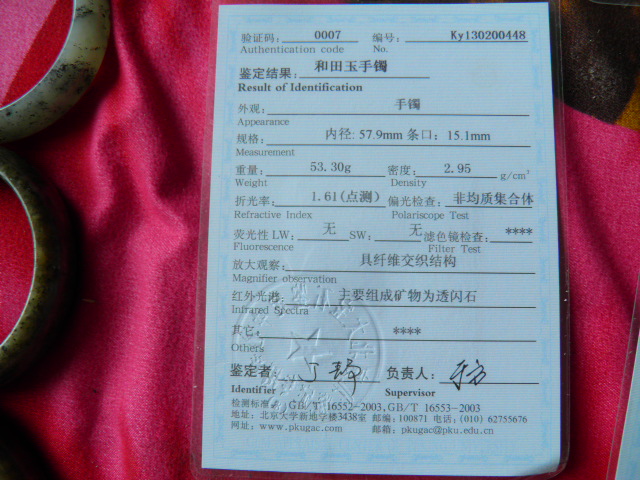 验证码: 0007 编号: Ky130200448
Authentication code No.
鉴定结果: 和田玉手镯
Result of Identification
外观: 手镯
Appearance
规格: 内径: 57.9mm 条口: 15.1mm
Measurement
重量: 53.30g 密度: 2.95 g/cm³
Weight Density
折光率: 1.61(点测) 偏光检查: 非均质集合体
Refractive Index Polariscope Test
荧光性 LW: 无 SW: 无 滤色镜检查: ****
Fluorescence Filter Test
放大观察: 具纤维交织结构
Magnifier observation
红外光谱: 主要组成矿物为透闪石
Infrared Spectra
其它: ****
Others
鉴定者: 负责人:
Identifier Supervisor
检测标准: GB/T 16552-2003,GB/T 16553-2003
地址: 北京大学新地学楼3438室 邮编: 100871 电话: (010) 62755676
网址: www.pkugac.com 邮箱: pkugac@pku.edu.cn